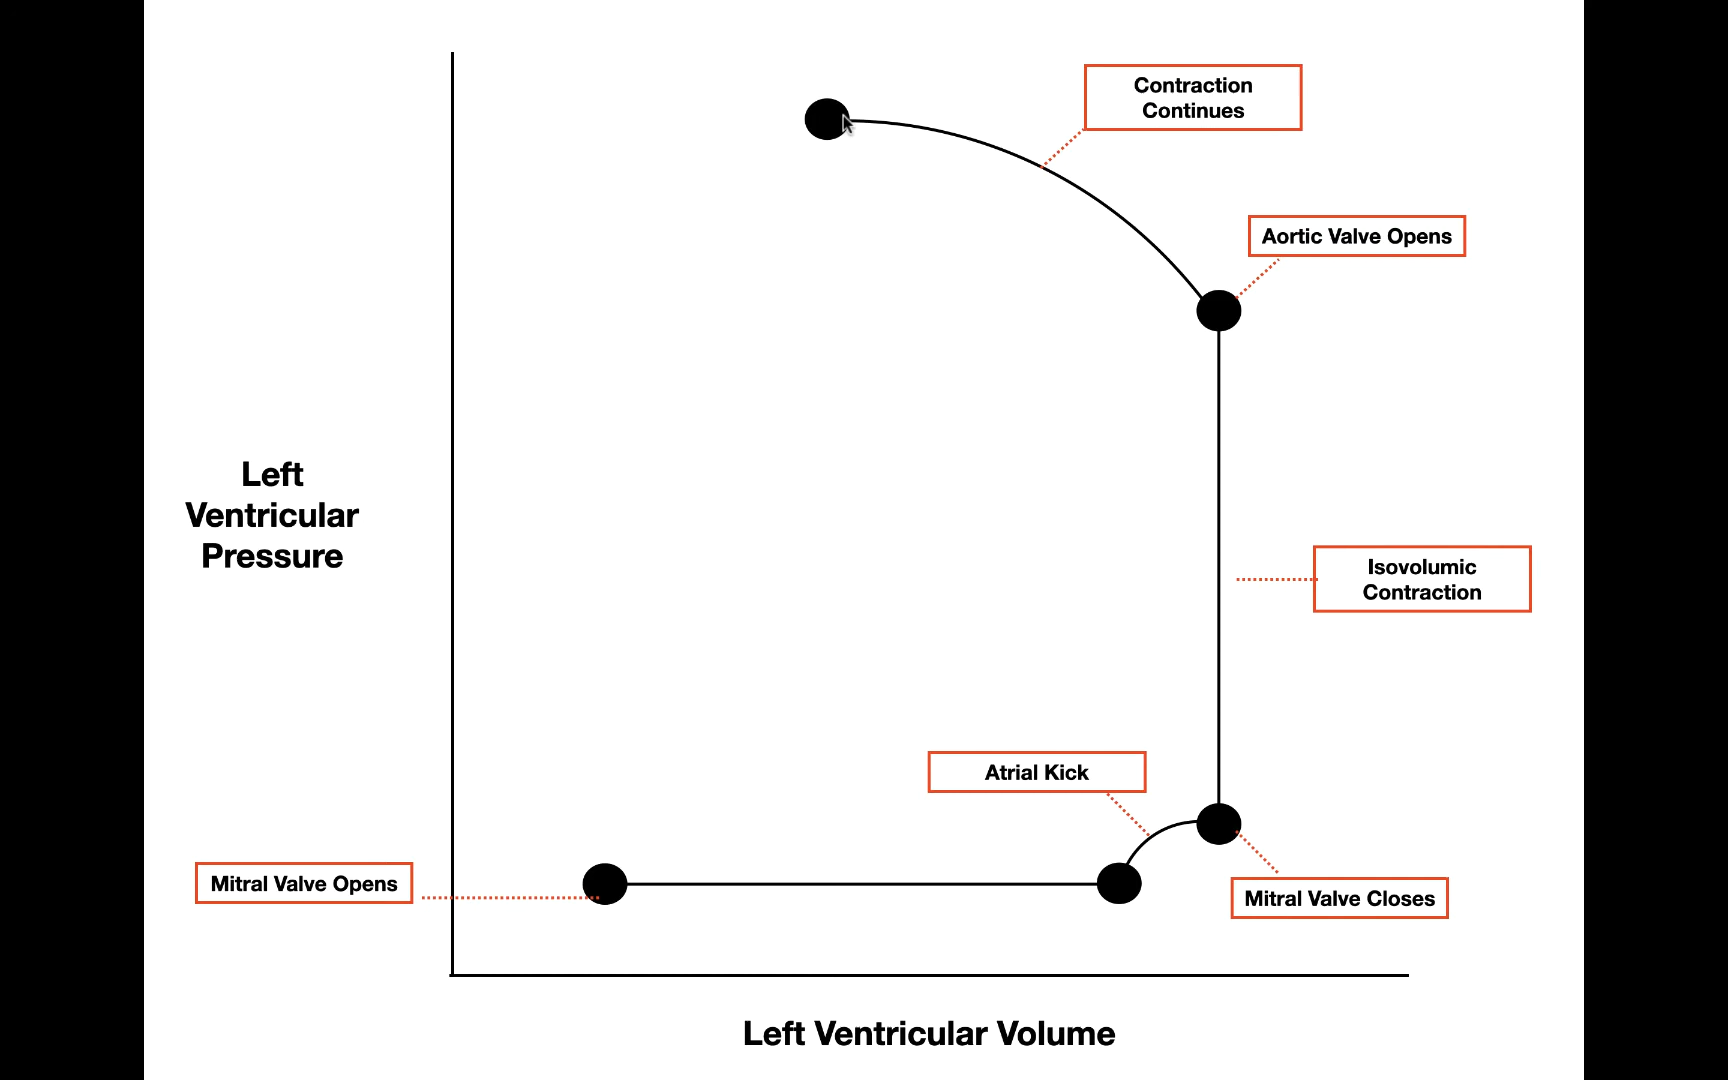 Contraction
Continues
Aortic Valve Opens
Left
Ventricular
Pressure
Isovolumic
Contraction
Atrial Kick
Mitral Valve Opens
Mitral Valve Closes
Left Ventricular Volume